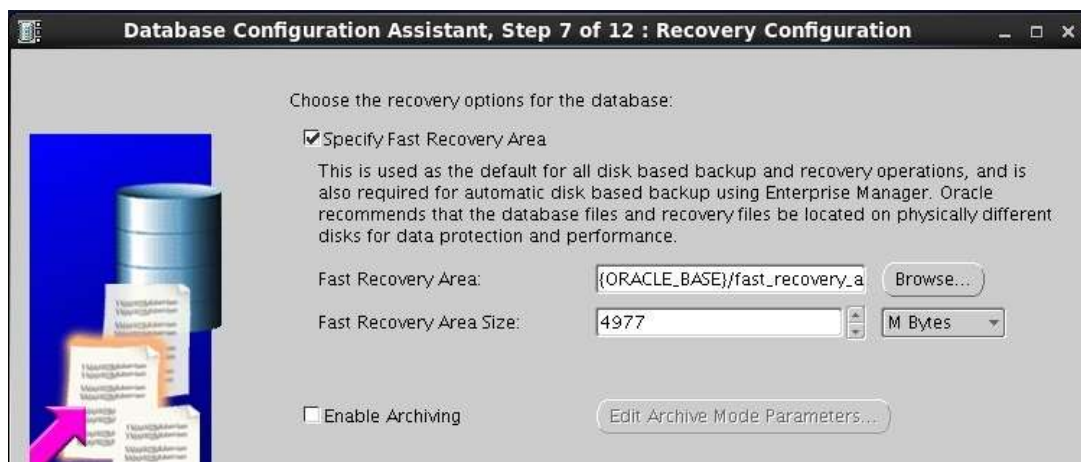 Database Configuration Assistant, Step 7 of 12 : Recovery Configuration
Choose the recovery options for the database:
Specify Fast Recovery Area
This is used as the default for all disk based backup and recovery operations, and is
also required for automatic disk based backup using Enterprise Manager. Oracle
recommends that the database files and recovery files be located on physically different
disks for data protection and performance.
Fast Recovery Area: {ORACLE_BASE}/fast_recovery_a Browse...
Fast Recovery Area Size: 4977 M Bytes
Enable Archiving Edit Archive Mode Parameters...